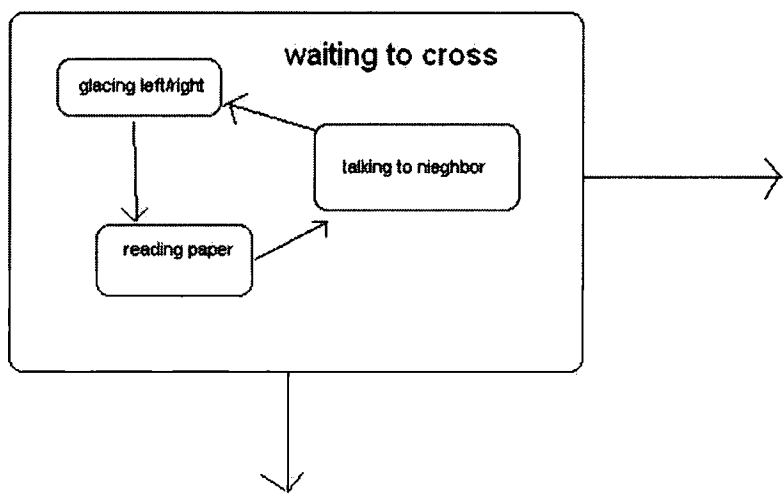 waiting to cross
glacing left/right
talking to nieghbor
reading paper